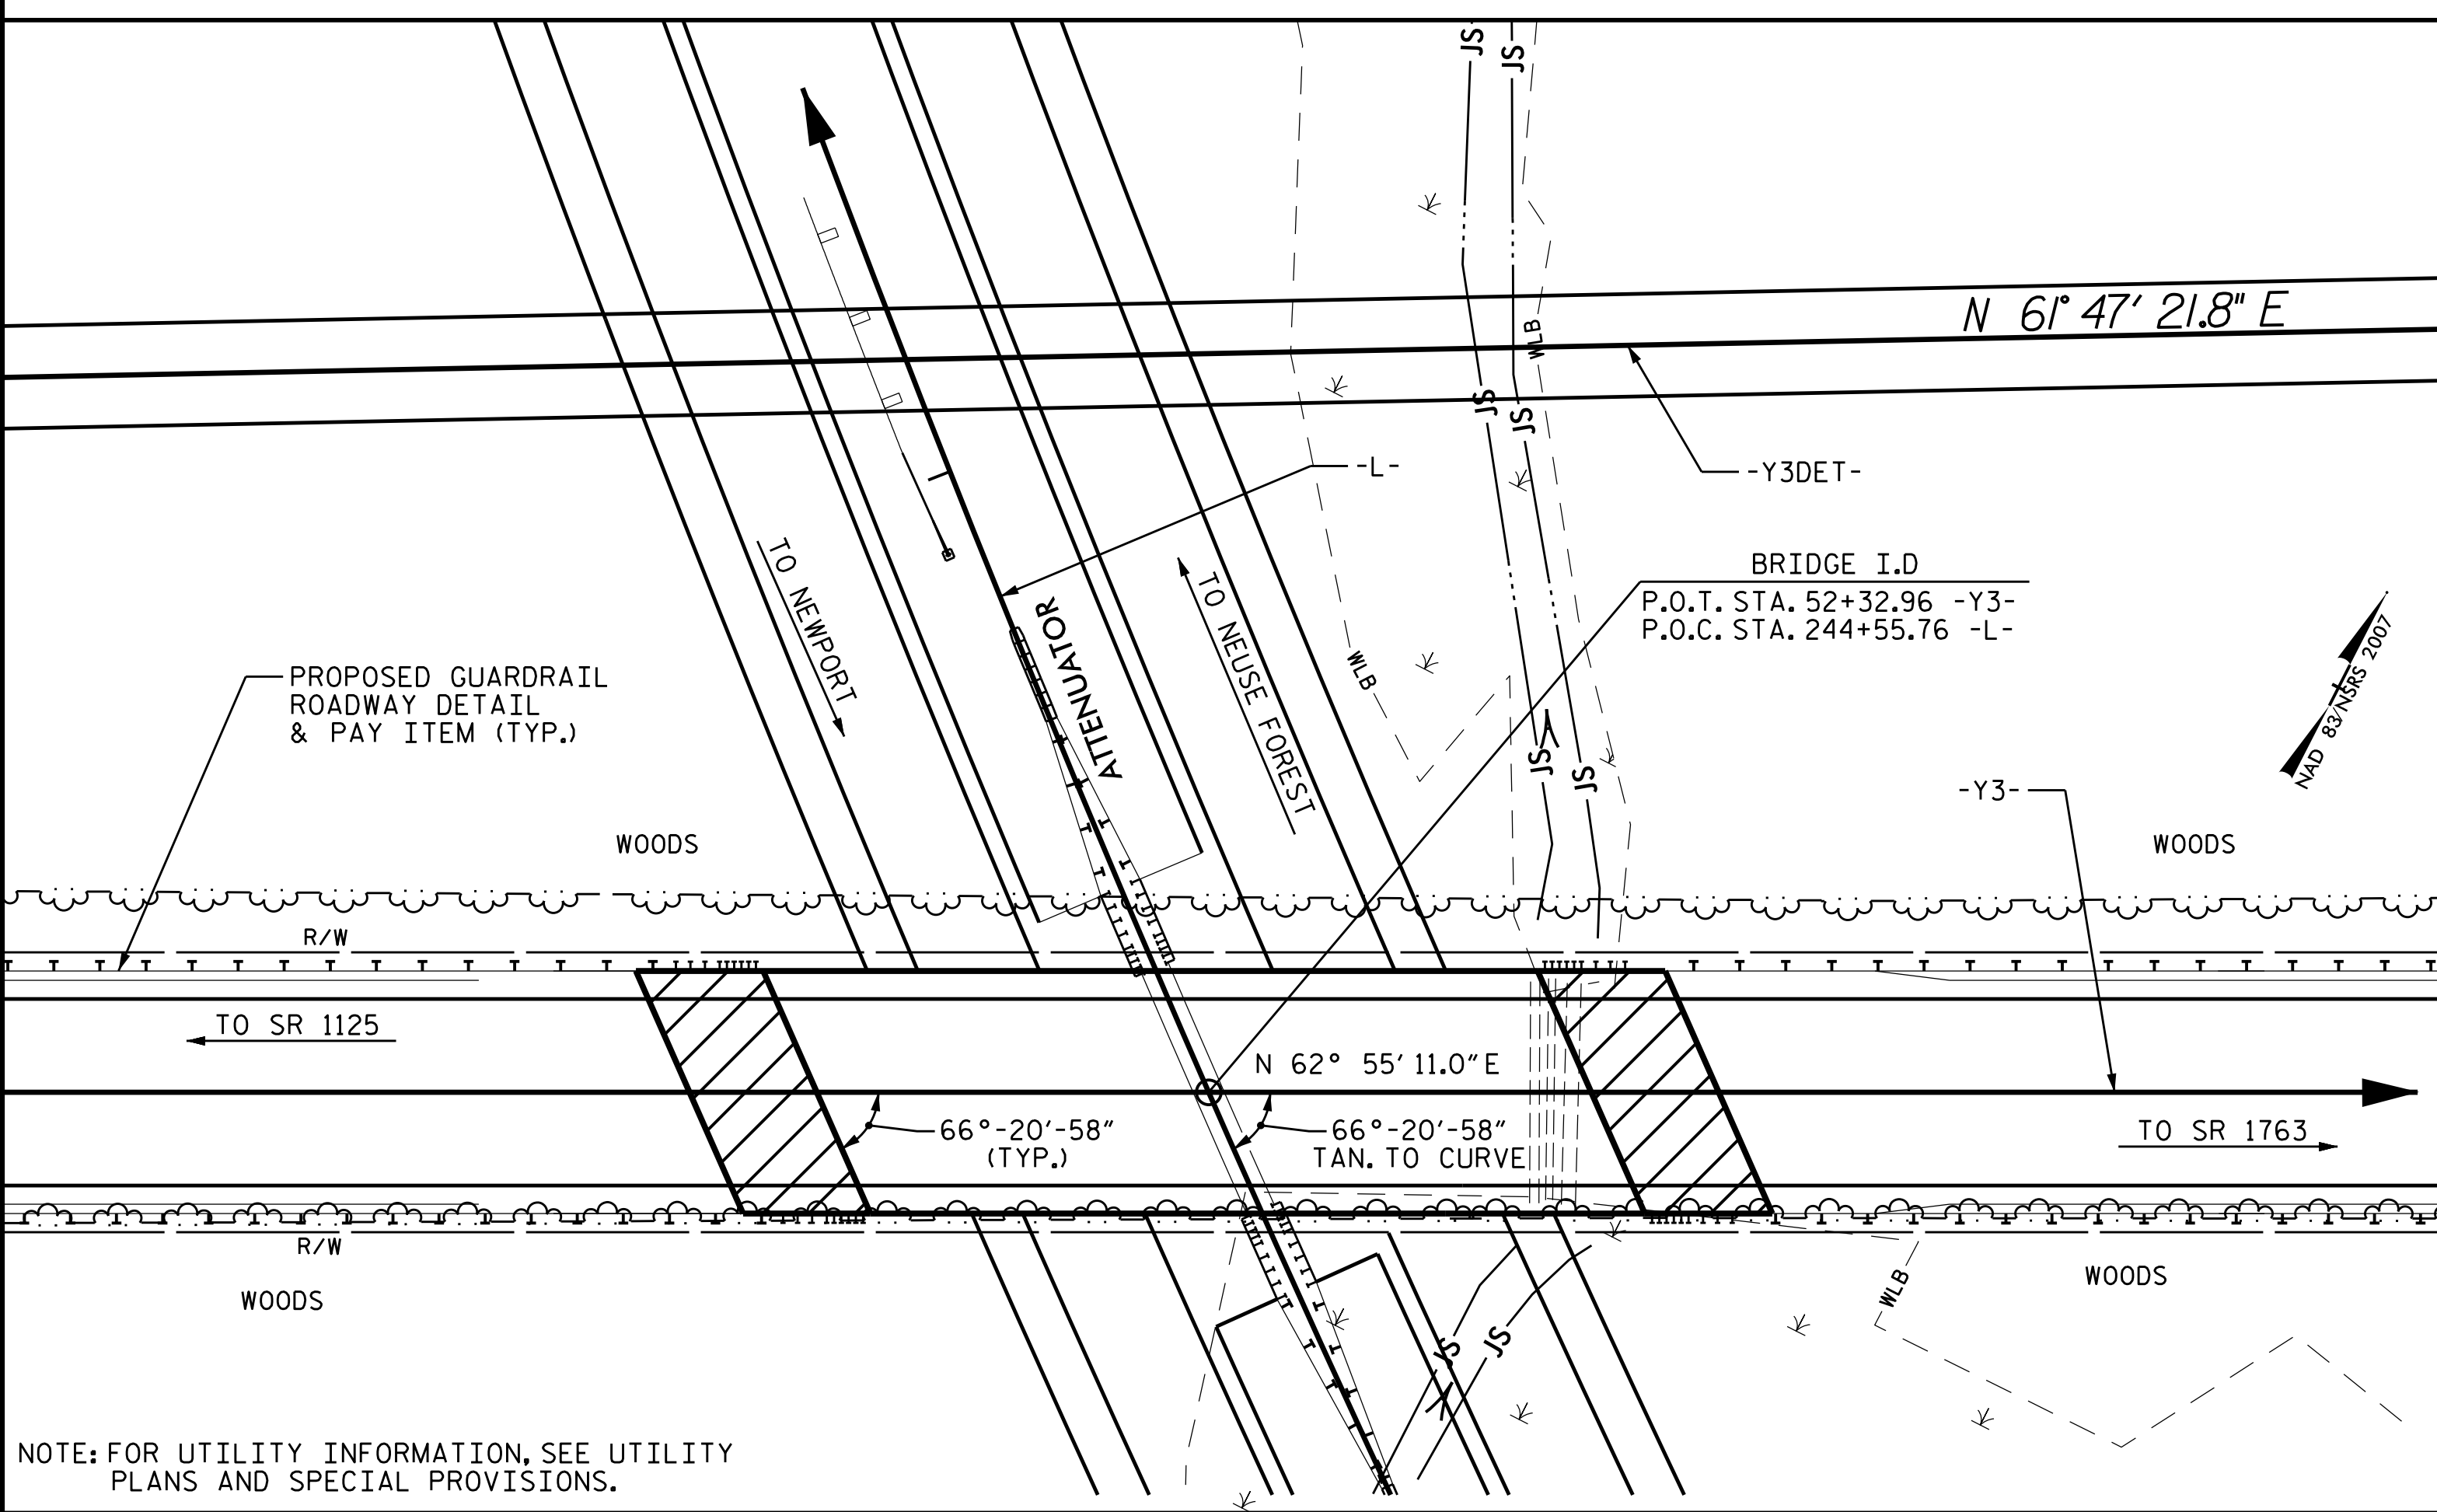 JS
JS
N 61° 47' 21.8" E
WLB
JS
JS
-L-
-Y3DET-
TO NEWPORT
ATTENUATOR
TO NEUSE FOREST
BRIDGE I.D
P.O.T. STA. 52+32.96 -Y3-
P.O.C. STA. 244+55.76 -L-
PROPOSED GUARDRAIL
ROADWAY DETAIL
& PAY ITEM (TYP.)
WLB
NAD 83/NSRS 2007
JS
JS
-Y3-
WOODS
WOODS
R/W
TO SR 1125
N 62° 55' 11.0" E
66°-20'-58"
(TYP.)
66°-20'-58"
TAN. TO CURVE
TO SR 1763
R/W
WOODS
WOODS
WLB
JS
JS
NOTE: FOR UTILITY INFORMATION, SEE UTILITY
PLANS AND SPECIAL PROVISIONS.